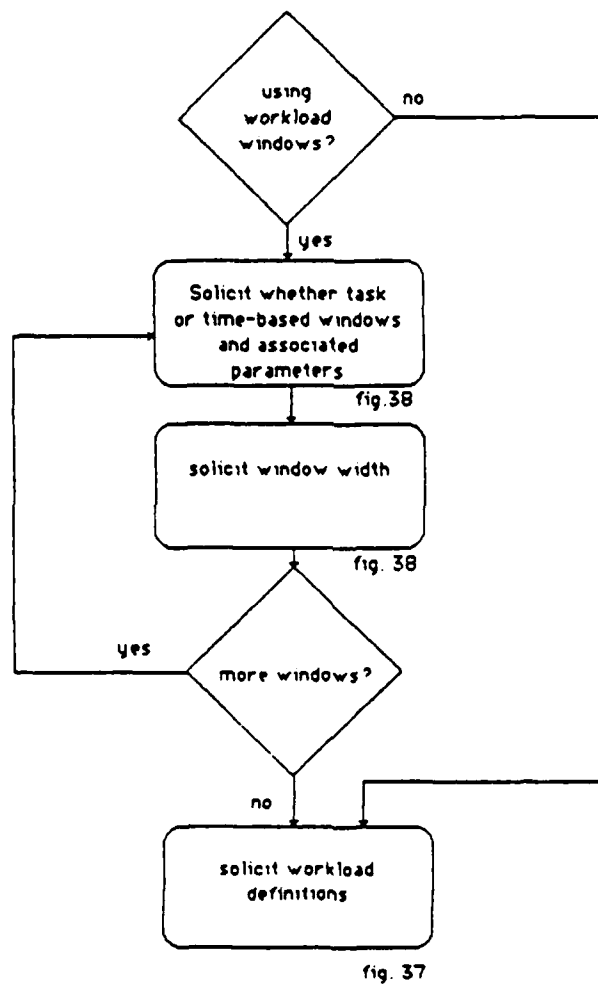 using
workload
windows?
no
yes
Solicit whether task
or time-based windows
and associated
parameters
fig.38
solicit window width
fig. 38
yes
more windows?
no
solicit workload
definitions
fig. 37